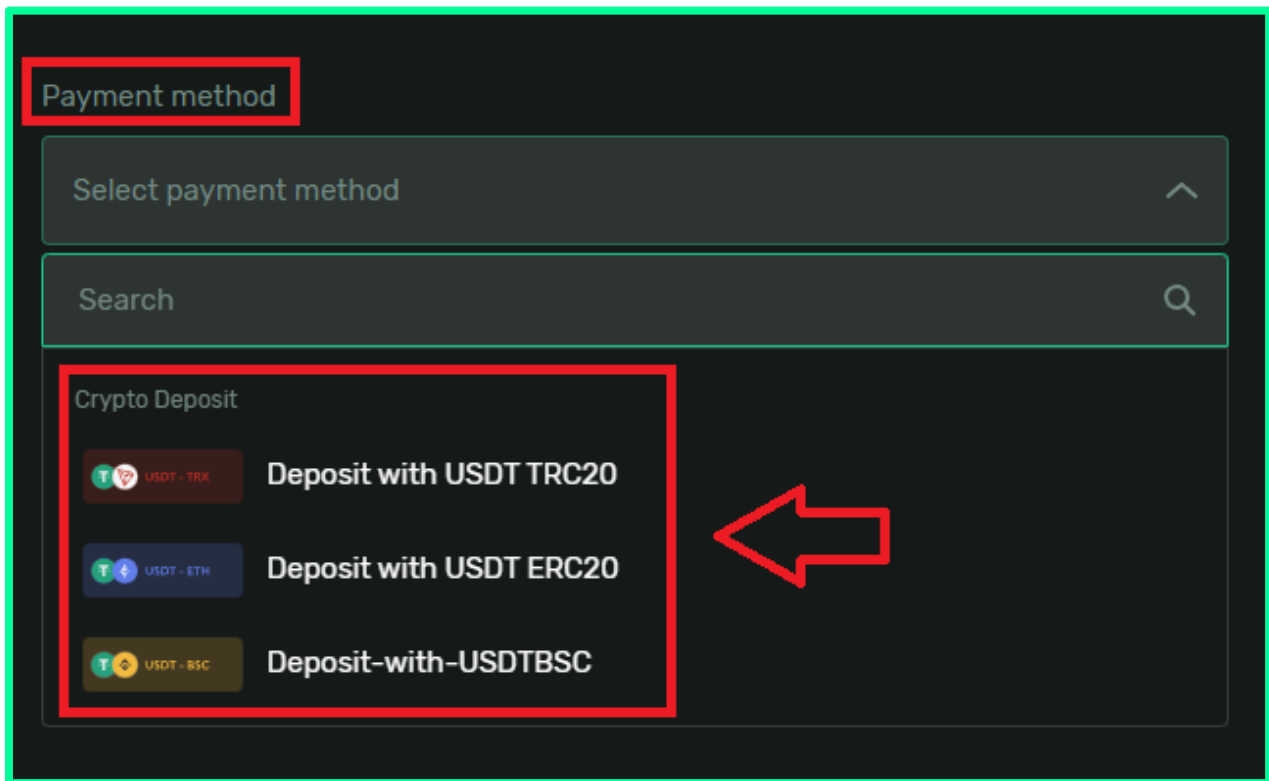 Payment method
Select payment method
Search
Crypto Deposit
USDT - TRX Deposit with USDT TRC20
USDT - ETH Deposit with USDT ERC20
USDT - BSC Deposit-with-USDTBSC